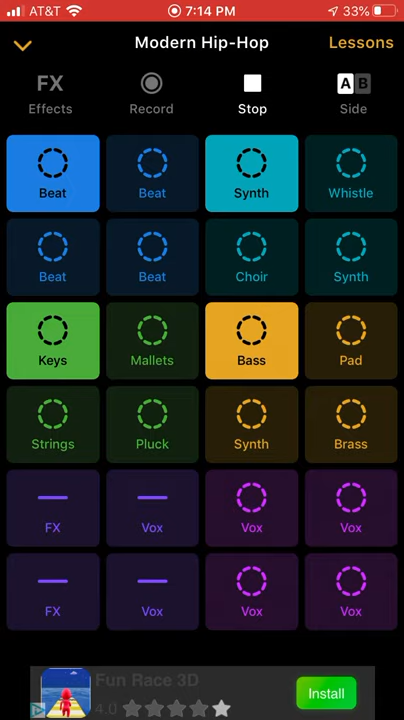 AT&T 7:14 PM 33%
Modern Hip-Hop Lessons
FX A B
Effects Record Stop Side
Beat Beat Synth Whistle
Beat Beat Choir Synth
Keys Mallets Bass Pad
Strings Pluck Synth Brass
FX Vox Vox Vox
FX Vox Vox Vox
Fun Race 3D
4.0 Install